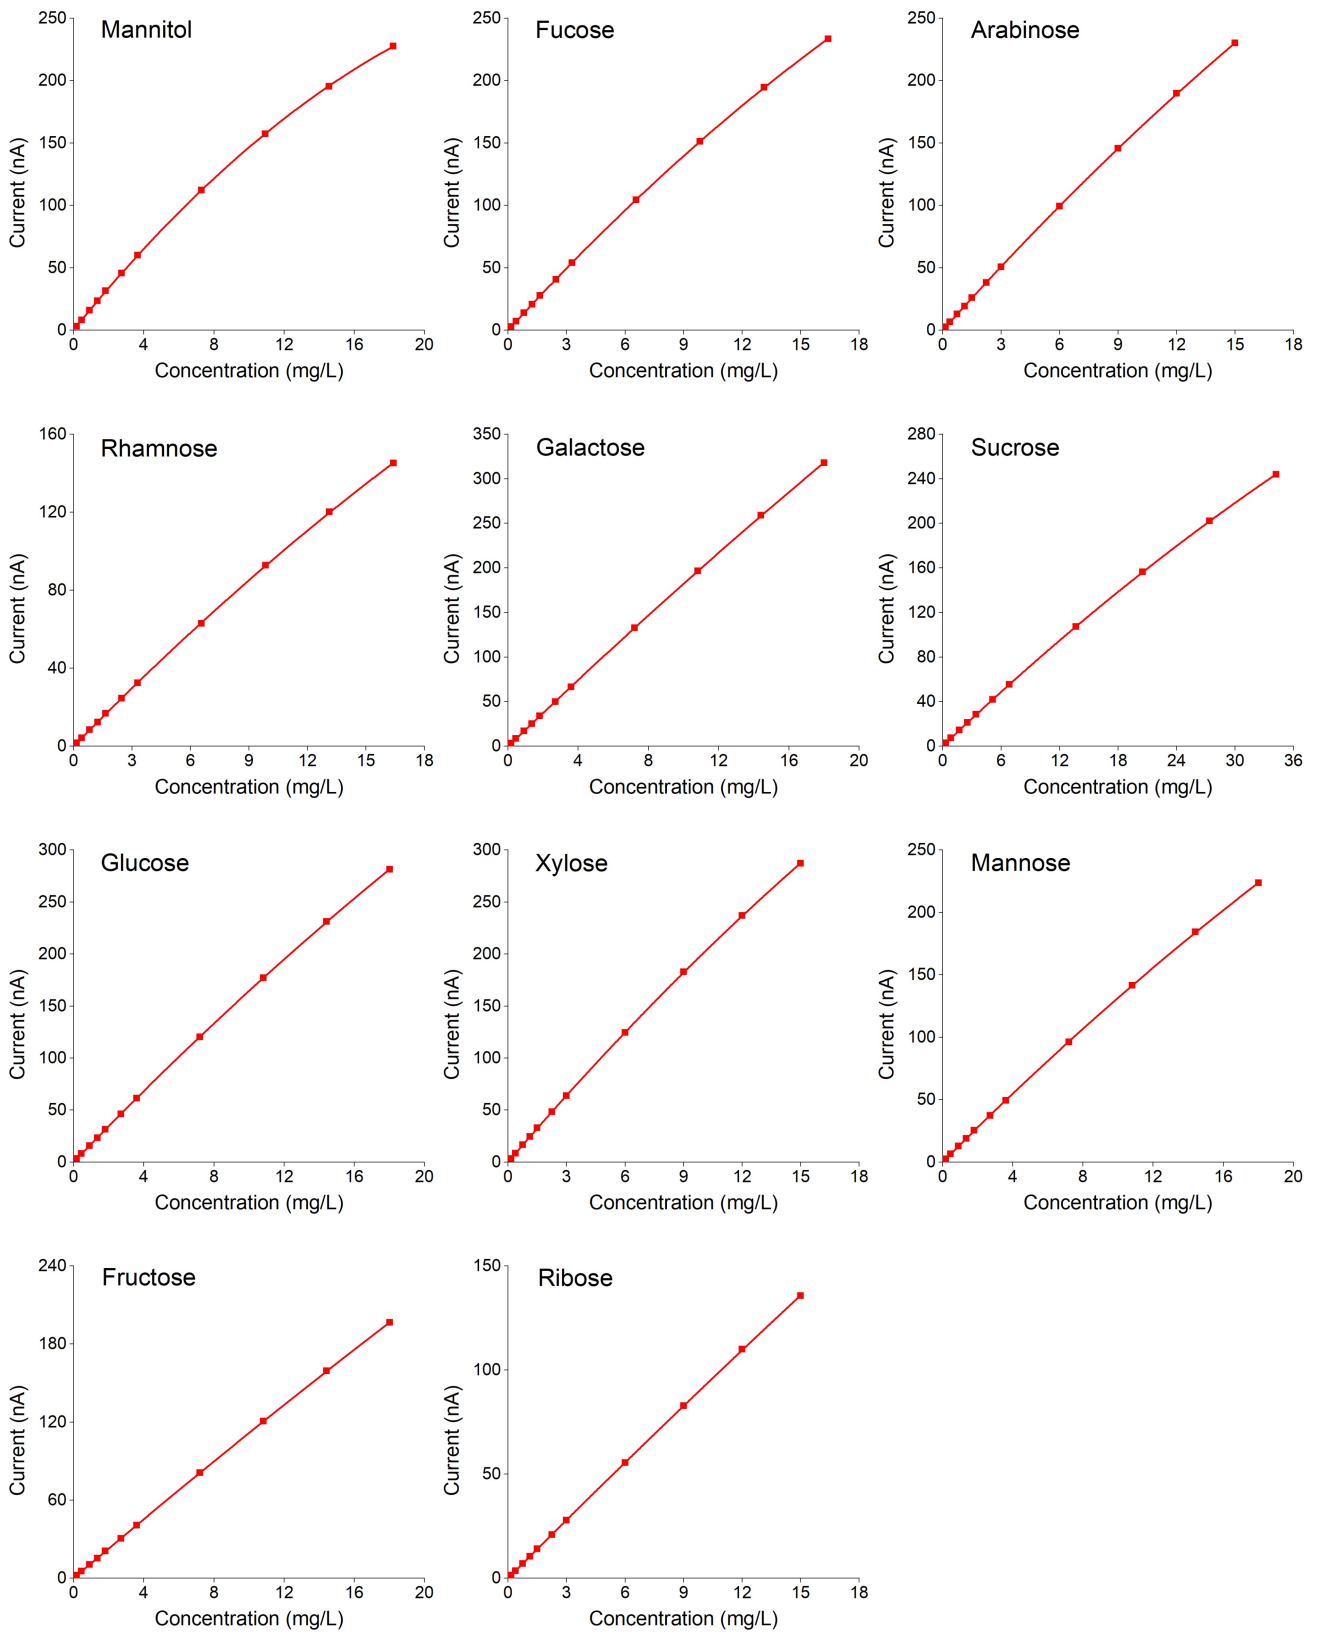 Mannitol
250
200
150
100
50
0
Current (nA)
0 4 8 12 16 20
Concentration (mg/L)
Fucose
250
200
150
100
50
0
Current (nA)
0 3 6 9 12 15 18
Concentration (mg/L)
Arabinose
250
200
150
100
50
0
Current (nA)
0 3 6 9 12 15 18
Concentration (mg/L)
Rhamnose
160
120
80
40
0
Current (nA)
0 3 6 9 12 15 18
Concentration (mg/L)
Galactose
350
300
250
200
150
100
50
0
Current (nA)
0 4 8 12 16 20
Concentration (mg/L)
Sucrose
280
240
200
160
120
80
40
0
Current (nA)
0 6 12 18 24 30 36
Concentration (mg/L)
Glucose
300
250
200
150
100
50
0
Current (nA)
0 4 8 12 16 20
Concentration (mg/L)
Xylose
300
250
200
150
100
50
0
Current (nA)
0 3 6 9 12 15 18
Concentration (mg/L)
Mannose
250
200
150
100
50
0
Current (nA)
0 4 8 12 16 20
Concentration (mg/L)
Fructose
240
180
120
60
0
Current (nA)
0 4 8 12 16 20
Concentration (mg/L)
Ribose
150
100
50
0
Current (nA)
0 3 6 9 12 15 18
Concentration (mg/L)